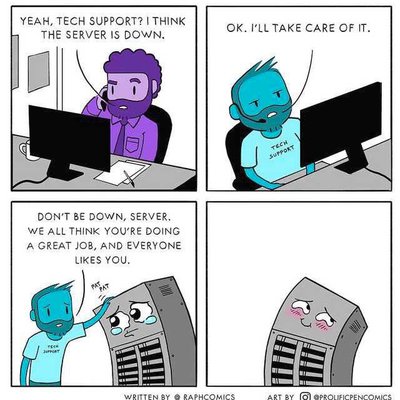 YEAH, TECH SUPPORT? I THINK
THE SERVER IS DOWN.
OK. I'LL TAKE CARE OF IT.
TECH
SUPPORT
DON'T BE DOWN, SERVER.
WE ALL THINK YOU'RE DOING
A GREAT JOB, AND EVERYONE
LIKES YOU.
PAT
PAT
TECH
SUPPORT
WRITTEN BY @ RAPHCOMICS
ART BY @PROLIFICPENCOMICS